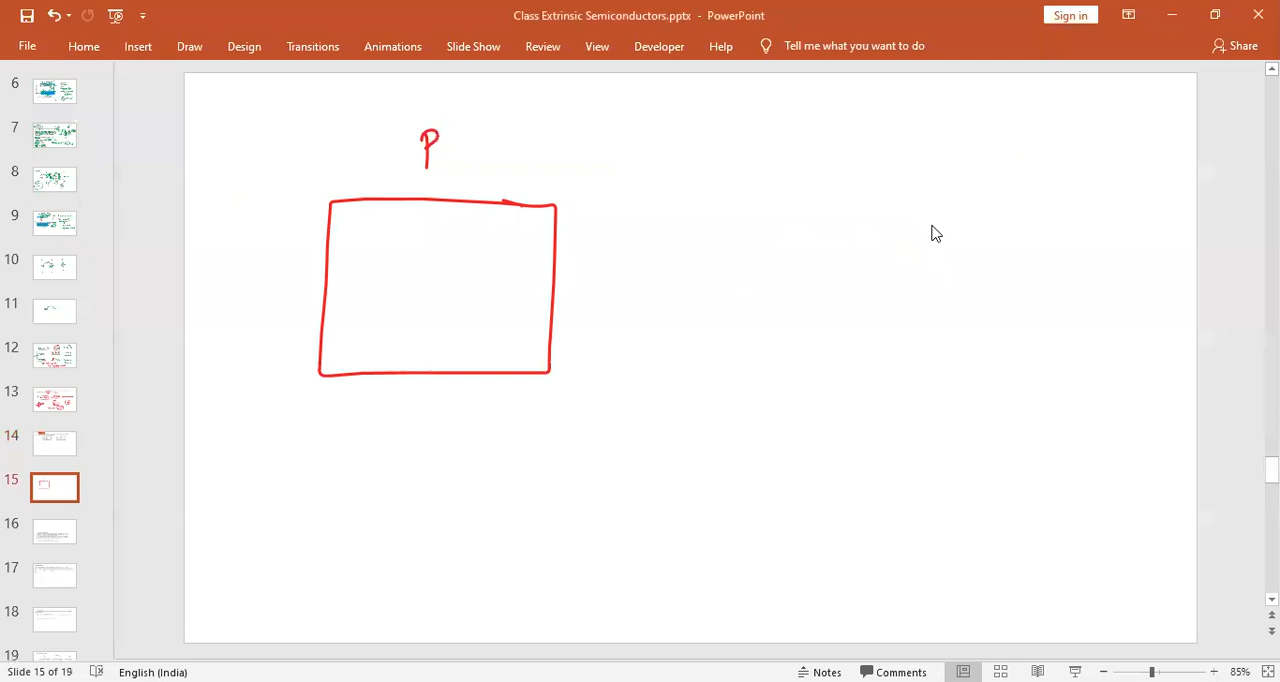 Class Extrinsic Semiconductors.pptx - PowerPoint
Sign in
File Home Insert Draw Design Transitions Animations Slide Show Review View Developer Help Tell me what you want to do Share
P
6
7
8
9
10
11
12
13
14
15
16
17
18
19
Slide 15 of 19 English (India) Notes Comments 85%